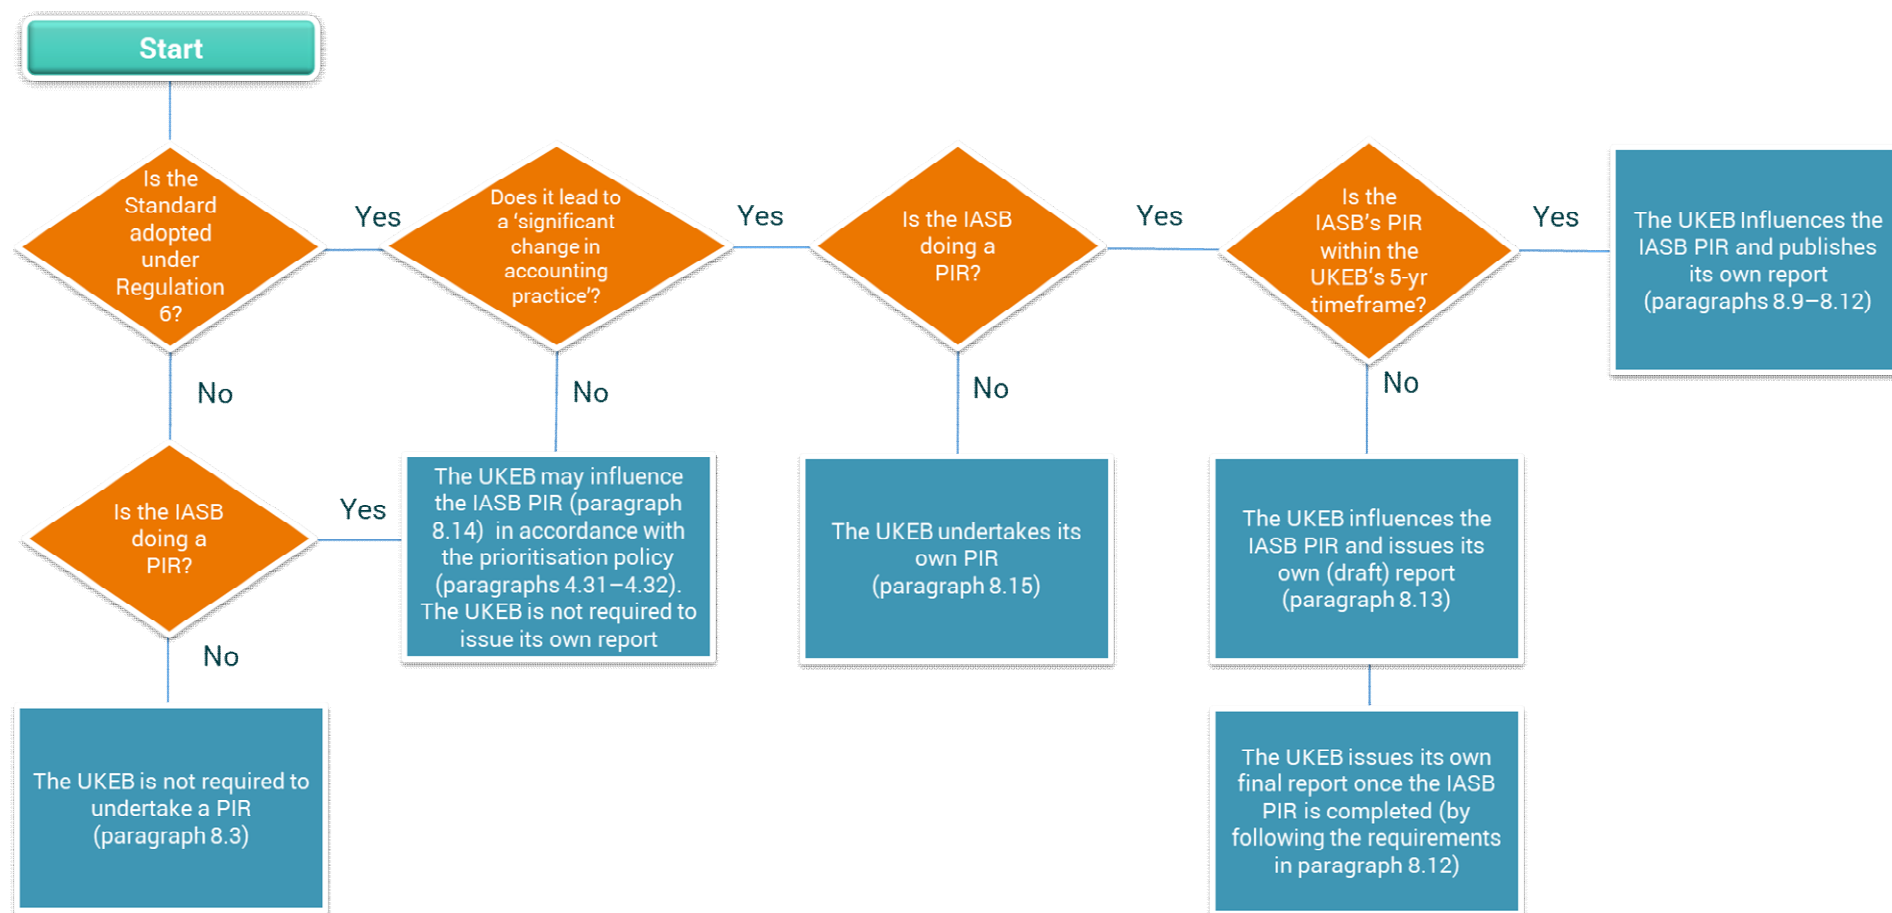 Start
Is the
Standard
adopted
under
Regulation
6?
Yes
Does it lead to
a ‘significant
change in
accounting
practice’?
Yes
Is the IASB
doing a
PIR?
Yes
Is the
IASB’s PIR
within the
UKEB’s 5-yr
timeframe?
Yes
The UKEB Influences the
IASB PIR and publishes
its own report
(paragraphs 8.9–8.12)
No
No
No
No
Is the IASB
doing a
PIR?
Yes
The UKEB may influence
the IASB PIR (paragraph
8.14) in accordance with
the prioritisation policy
(paragraphs 4.31–4.32).
The UKEB is not required to
issue its own report
The UKEB undertakes its
own PIR
(paragraph 8.15)
The UKEB influences the
IASB PIR and issues its
own (draft) report
(paragraph 8.13)
No
The UKEB is not required to
undertake a PIR
(paragraph 8.3)
The UKEB issues its own
final report once the IASB
PIR is completed (by
following the requirements
in paragraph 8.12)